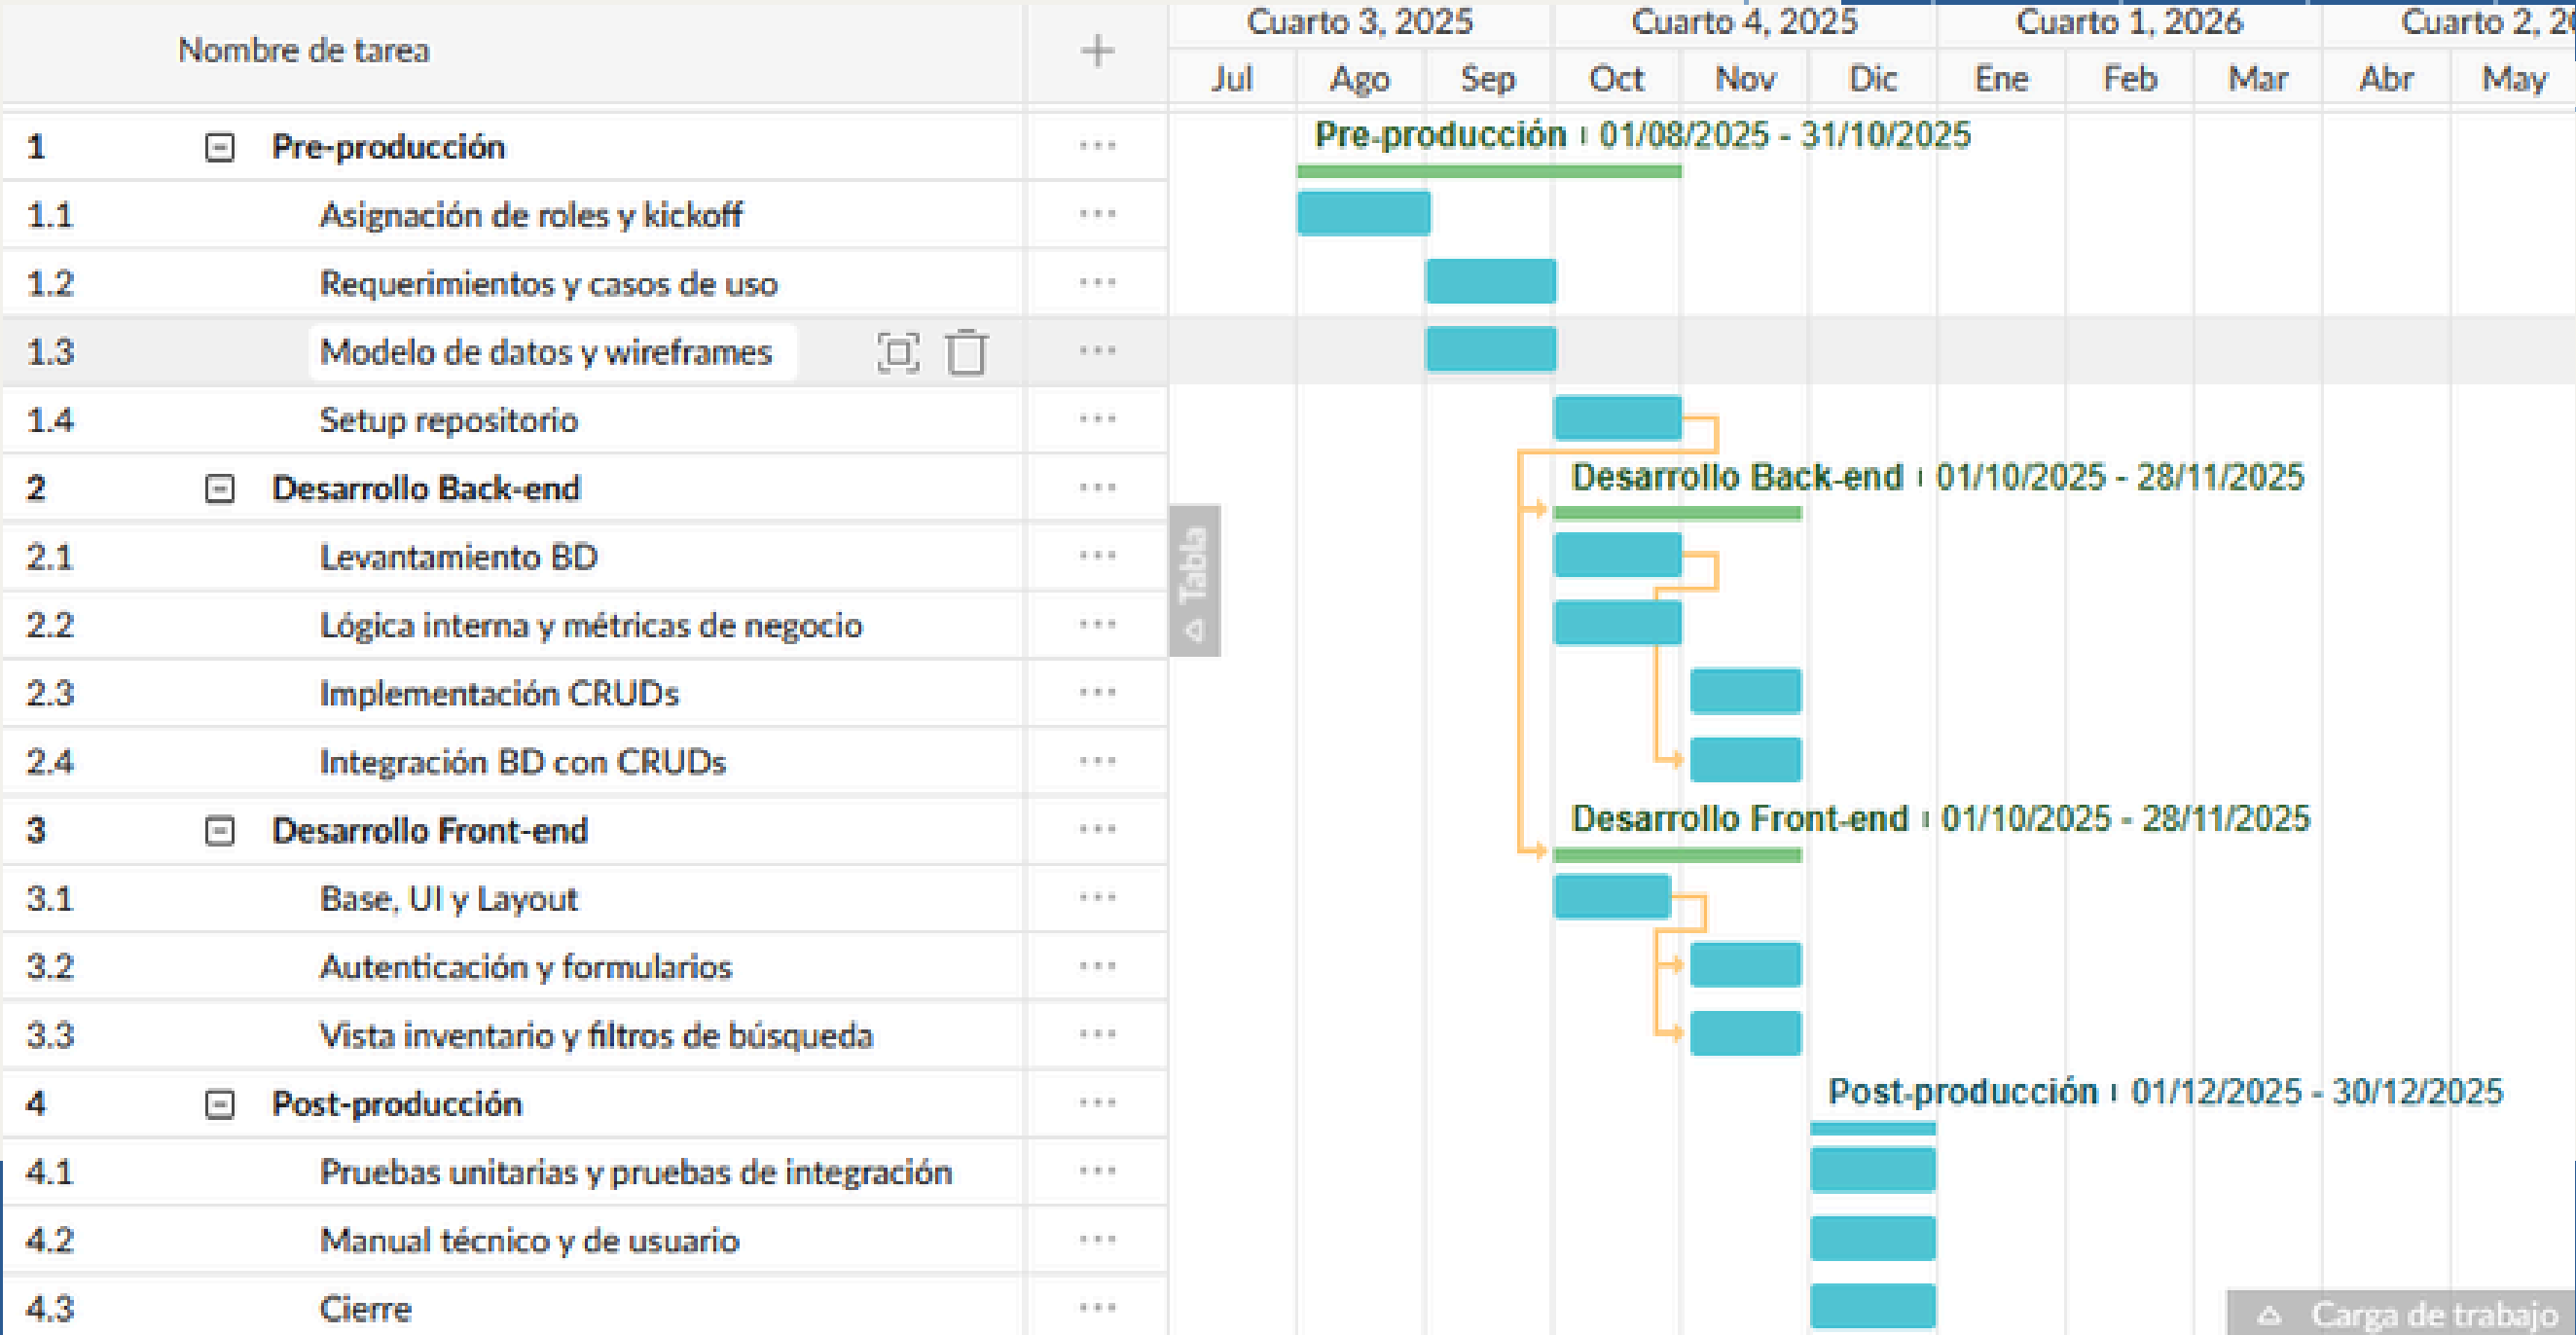 Nombre de tarea
+
Cuarto 3, 2025 Cuarto 4, 2025 Cuarto 1, 2026 Cuarto 2,
Jul Ago Sep Oct Nov Dic Ene Feb Mar Abr May
1 Pre-producción ... Pre-producción 01/08/2025 - 31/10/2025
1.1 Asignación de roles y kickoff ...
1.2 Requerimientos y casos de uso ...
1.3 Modelo de datos y wireframes ...
1.4 Setup repositorio ...
2 Desarrollo Back-end ... Desarrollo Back-end 01/10/2025 - 28/11/2025
2.1 Levantamiento BD ...
Tabla
2.2 Lógica interna y métricas de negocio ...
2.3 Implementación CRUDs ...
2.4 Integración BD con CRUDs ...
3 Desarrollo Front-end ... Desarrollo Front-end 01/10/2025 - 28/11/2025
3.1 Base, UI y Layout ...
3.2 Autenticación y formularios ...
3.3 Vista inventario y filtros de búsqueda ...
4 Post-producción ... Post-producción 01/12/2025 - 30/12/2025
4.1 Pruebas unitarias y pruebas de integración ...
4.2 Manual técnico y de usuario ...
4.3 Cierre ...
Carga de trabajo